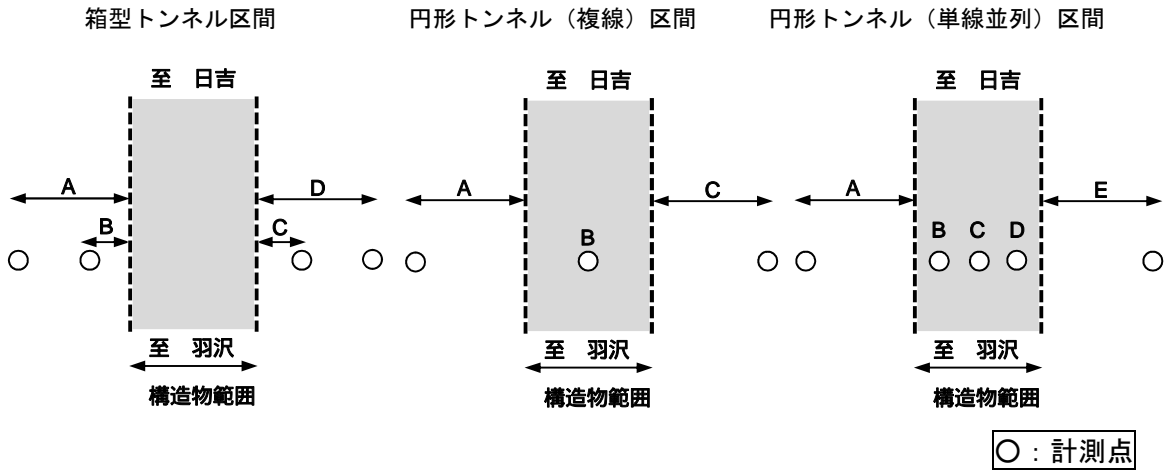 箱型トンネル区間
円形トンネル（複線）区間
円形トンネル（単線並列）区間
至　日吉
至　日吉
至　日吉
A
D
A
C
A
E
B
C
B
B
C
D
至　羽沢
至　羽沢
至　羽沢
構造物範囲
構造物範囲
構造物範囲
○：計測点